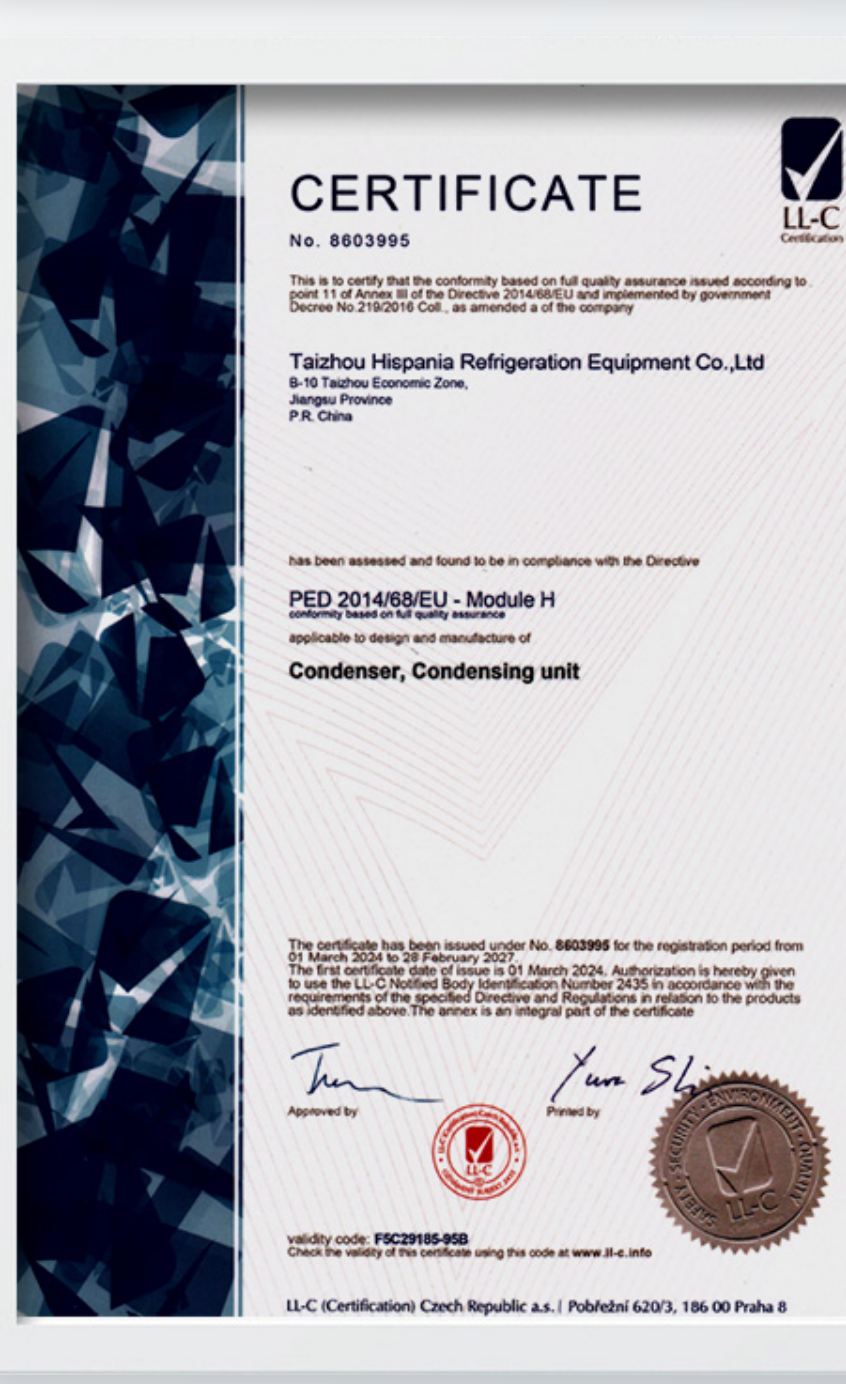 CERTIFICATE
No. 8603995
LL-C
Certification
This is to certify that the conformity based on full quality assurance issued according to
point 11 of Annex III of the Directive 2014/68/EU and implemented by government
Decree No.219/2016 Coll., as amended a of the company
Taizhou Hispania Refrigeration Equipment Co.,Ltd
B-10 Taizhou Economic Zone,
Jiangsu Province
P.R. China
has been assessed and found to be in compliance with the Directive
PED 2014/68/EU - Module H
conformity based on full quality assurance
applicable to design and manufacture of
Condenser, Condensing unit
The certificate has been issued under No. 8603995 for the registration period from
01 March 2024 to 28 February 2027.
The first certificate date of issue is 01 March 2024. Authorization is hereby given
to use the LL-C Notified Body Identification Number 2435 in accordance with the
requirements of the specified Directive and Regulations in relation to the products
as identified above.The annex is an integral part of the certificate
Approved by
Printed by
LL-C
SAFETY • SECURITY • ENVIRONMENT • QUALITY
LL-C
validity code: F5C29185-95B
Check the validity of this certificate using this code at www.ll-c.info
LL-C (Certification) Czech Republic a.s. | Pobřežní 620/3, 186 00 Praha 8